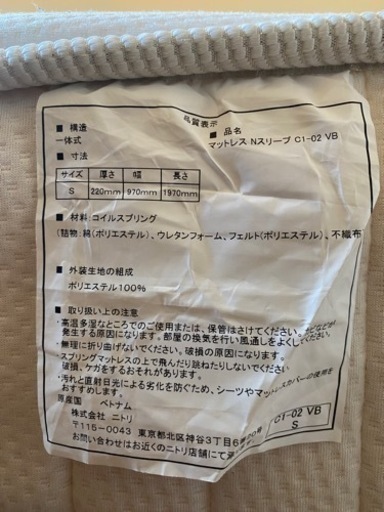 品質表示
■ 構造
一体式
■ 品名
マットレス Nスリープ C1-02 VB
■ 寸法
サイズ 厚さ 幅 長さ
S 220mm 970mm 1970mm
■ 材料:コイルスプリング
(詰物:綿(ポリエステル)、ウレタンフォーム、フェルト(ポリエステル)、不織布
■ 外装生地の組成
ポリエステル100%
■ 取り扱い上の注意
・高温多湿なところでのご使用または、保管はさけてください。カビなどが
発生する原因になります。部屋の換気を行い風通しをよくしてください。
・無理に折り曲げないでください。破損の原因になります。
・スプリングマットレスの上で飛んだり跳ねたりしないでください。
破損、ケガをするおそれがあります。
・汚れと直射日光による劣化を防ぐため、シーツやマットレスカバーの使用を
おすすめします。
原産国 ベトナム
株式会社 ニトリ
〒115-0043 東京都北区神谷3丁目6番20号
お問い合わせはお近くのニトリ店舗にて
C1-02 VB
S